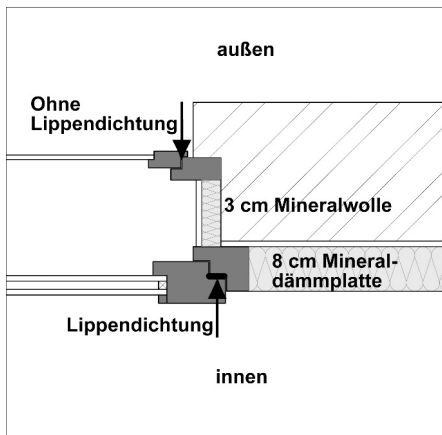 außen
Ohne
Lippendichtung
3 cm Mineralwolle
8 cm Mineral-
dämmplatte
Lippendichtung
innen